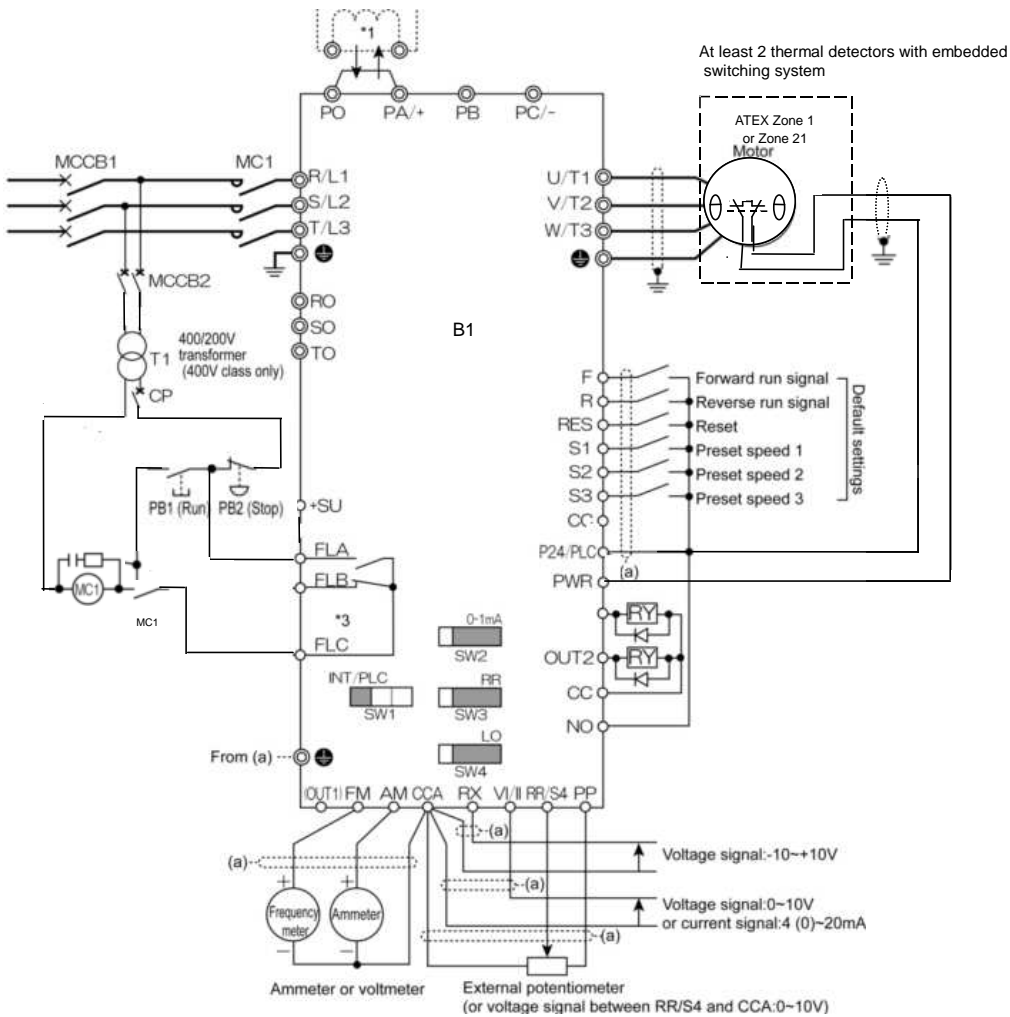 *1
At least 2 thermal detectors with embedded
switching system
PO PA/+ PB PC/-
ATEX Zone 1
or Zone 21
Motor
MCCB1 MC1
R/L1
S/L2
T/L3
U/T1
V/T2
W/T3
MCCB2
RO
SO
TO
B1
T1
400/200V
transformer
(400V class only)
CP
F Forward run signal
R Reverse run signal
RES Reset
S1 Preset speed 1
S2 Preset speed 2
S3 Preset speed 3
Default settings
PB1 (Run) PB2 (Stop)
+SU
CC
FLA
P24/PLC
(a)
FLB
PWR
MC1
MC1
*3
0-1mA
RY
SW2
FLC
OUT2
RY
INT/PLC
RR
CC
SW1
SW3
NO
LO
From (a)
SW4
(OUT1) FM AM CCA RX VI/II RR/S4 PP
(a)
Voltage signal:-10~+10V
(a)
(a)
+ +
Voltage signal:0~10V
or current signal:4 (0)~20mA
Frequency
meter
Ammeter
(a)
– –
Ammeter or voltmeter
External potentiometer
(or voltage signal between RR/S4 and CCA:0~10V)